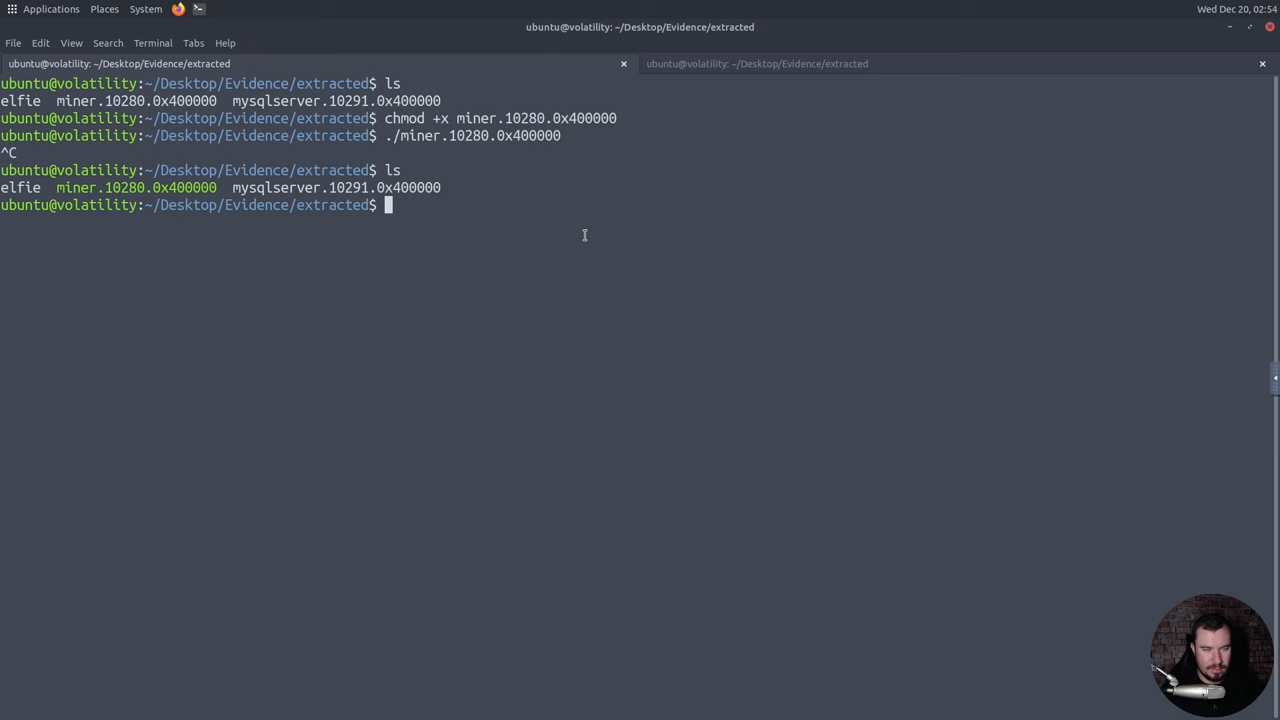 Applications Places System Wed Dec 20, 02:54
ubuntu@volatility: ~/Desktop/Evidence/extracted
File Edit View Search Terminal Tabs Help
ubuntu@volatility: ~/Desktop/Evidence/extracted ubuntu@volatility: ~/Desktop/Evidence/extracted
ubuntu@volatility:~/Desktop/Evidence/extracted$ ls
elfie miner.10280.0x400000 mysqlserver.10291.0x400000
ubuntu@volatility:~/Desktop/Evidence/extracted$ chmod +x miner.10280.0x400000
ubuntu@volatility:~/Desktop/Evidence/extracted$ ./miner.10280.0x400000
^C
ubuntu@volatility:~/Desktop/Evidence/extracted$ ls
elfie miner.10280.0x400000 mysqlserver.10291.0x400000
ubuntu@volatility:~/Desktop/Evidence/extracted$